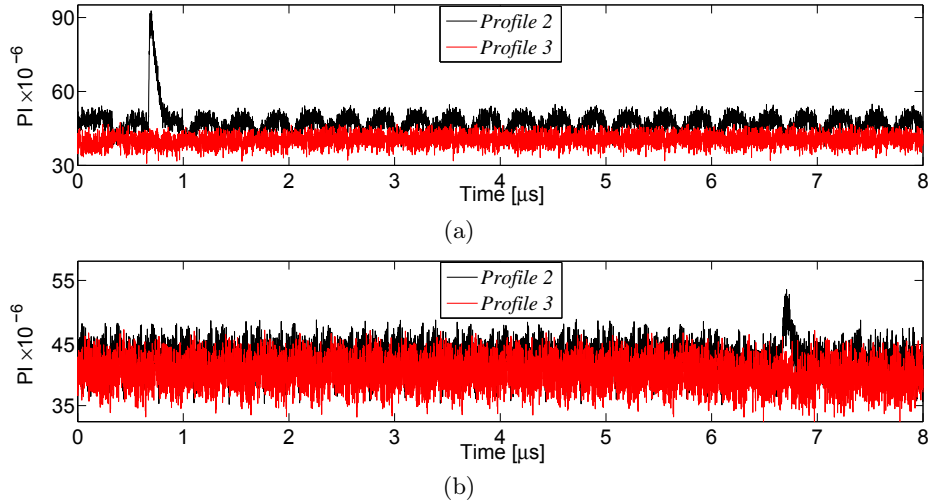 90
60
30
PI ×10⁻⁶
Profile 2
Profile 3
0 1 2 3 4 5 6 7 8
Time [μs]
(a)
55
45
35
PI ×10⁻⁶
Profile 2
Profile 3
0 1 2 3 4 5 6 7 8
Time [μs]
(b)